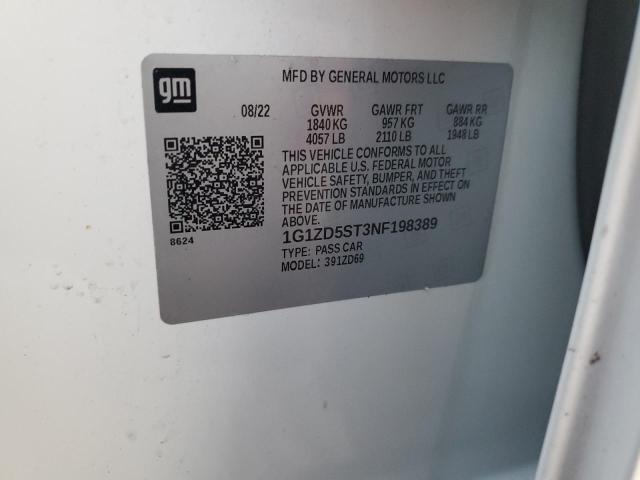 gm
MFD BY GENERAL MOTORS LLC
08/22 GVWR GAWR FRT GAWR RR
1840 KG 957 KG 884 KG
4057 LB 2110 LB 1948 LB
THIS VEHICLE CONFORMS TO ALL
APPLICABLE U.S. FEDERAL MOTOR
VEHICLE SAFETY, BUMPER, AND THEFT
PREVENTION STANDARDS IN EFFECT ON
THE DATE OF MANUFACTURE SHOWN
ABOVE.
8624
1G1ZD5ST3NF198389
TYPE: PASS CAR
MODEL: 391ZD69